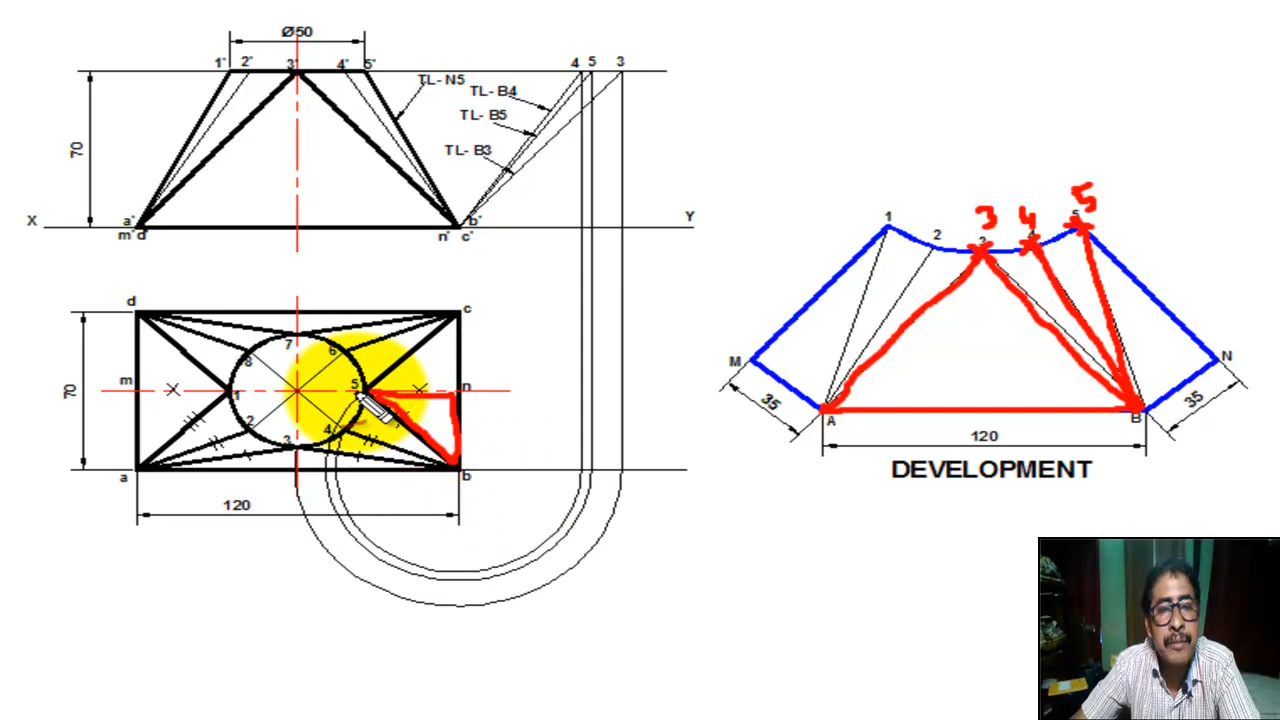 Ø50
1' 2' 3' 4' 5' 4 5 3
TL- N5
TL- B4
TL- B5
TL- B3
70
X a' b' Y
m' d' n' c'
d c
7
8 6
m 1 5 n
2 4
3
a b
70
120
3 4 5
1 2 3 4 5
M N
A B
35 35
120
DEVELOPMENT